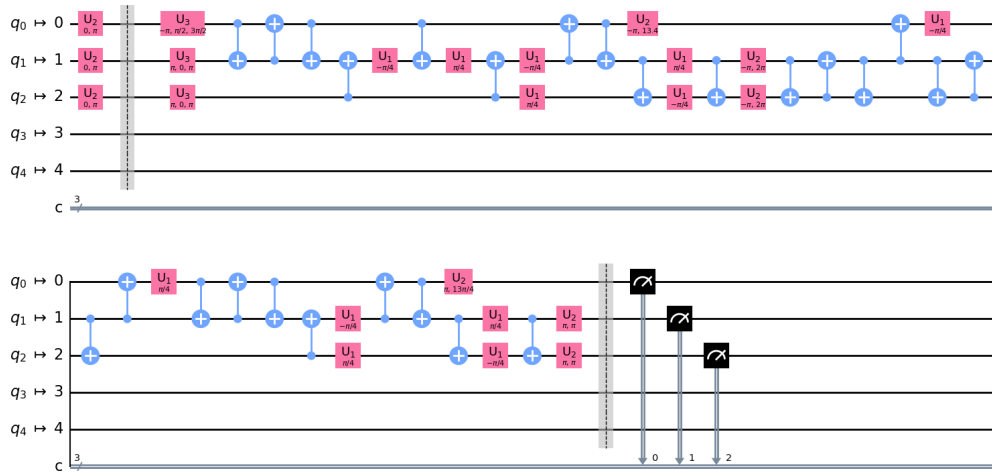 q₀ ↦ 0 U₂ 0, π U₃ -π, π/2, 3π/2 U₂ -π, 13.4 U₁ -π/4
q₁ ↦ 1 U₂ 0, π U₃ π, 0, π U₁ -π/4 U₁ π/4 U₁ -π/4 U₁ π/4 U₂ -π, 2π
q₂ ↦ 2 U₂ 0, π U₃ π, 0, π U₁ π/4 U₁ -π/4 U₂ -π, 2π
q₃ ↦ 3
q₄ ↦ 4
c 3
q₀ ↦ 0 U₁ π/4 U₂ π, 13π/4
q₁ ↦ 1 U₁ -π/4 U₁ π/4 U₂ π, π
q₂ ↦ 2 U₁ π/4 U₁ -π/4 U₂ π, π
q₃ ↦ 3
q₄ ↦ 4
c 3 0 1 2